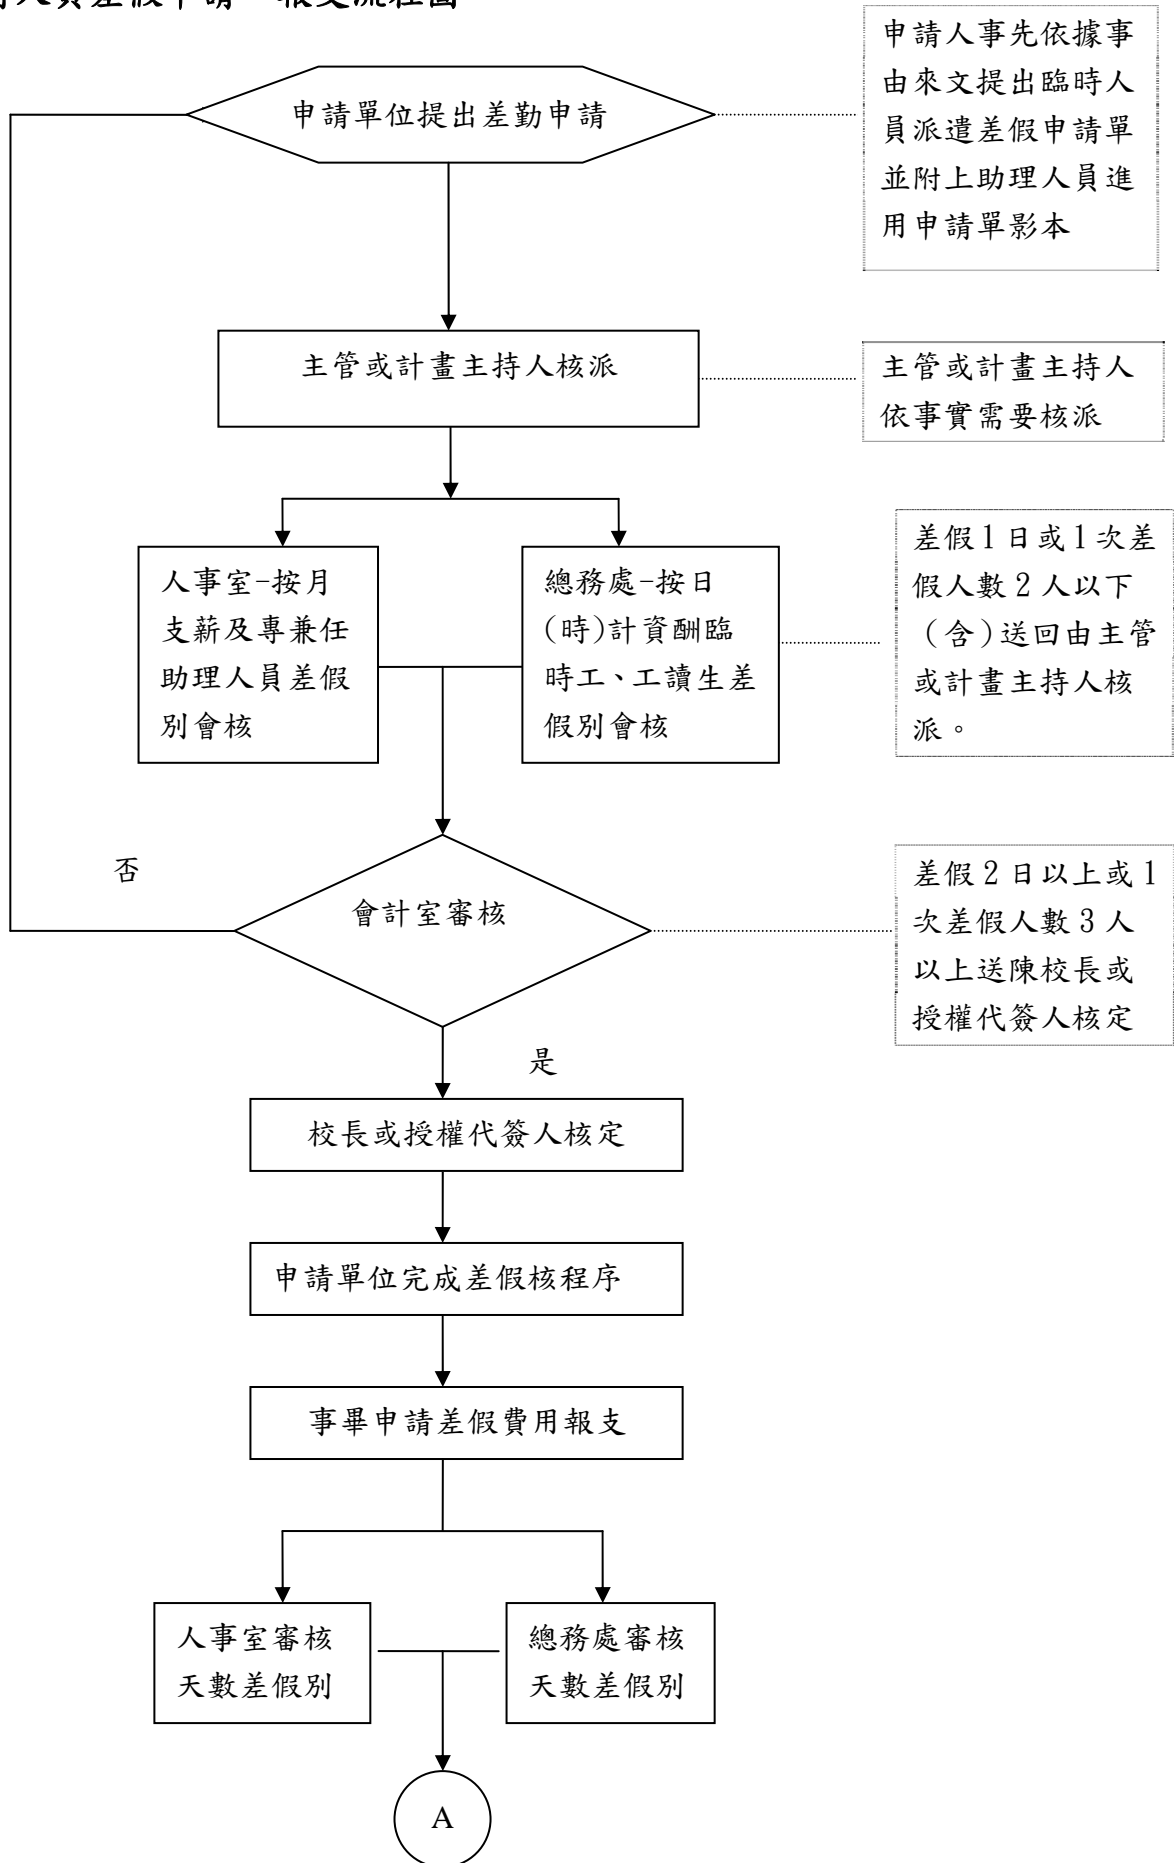 人員差假申請
報支流程圖
申請單位提出差勤申請
申請人事先依據事
由來文提出臨時人
員派遣差假申請單
並附上助理人員進
用申請單影本
主管或計畫主持人核派
主管或計畫主持人
依事實需要核派
人事室-按月
支薪及專兼任
助理人員差假
別會核
總務處-按日
(時)計資酬臨
時工、工讀生差
假別會核
差假1日或1次差
假人數2人以下
(含)送回由主管
或計畫主持人核
派。
否
會計室審核
差假2日以上或1
次差假人數3人
以上送陳校長或
授權代簽人核定
是
校長或授權代簽人核定
申請單位完成差假核程序
事畢申請差假費用報支
人事室審核
天數差假別
總務處審核
天數差假別
A